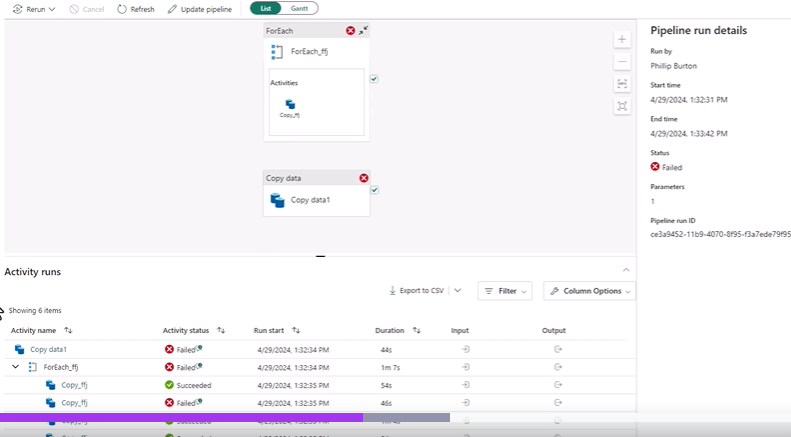 Rerun Cancel Refresh Update pipeline List Gantt
ForEach
ForEach_ffj
Activities
Copy_ffj
Copy data
Copy data1
Pipeline run details
Run by
Phillip Burton
Start time
4/29/2024, 1:32:31 PM
End time
4/29/2024, 1:33:42 PM
Status
Failed
Parameters
1
Pipeline run ID
ce3a9452-11b9-4070-8f95-f3a7ede79f95
Activity runs
Export to CSV Filter Column Options
Showing 6 items
Activity name Activity status Run start Duration Input Output
Copy data1 Failed 4/29/2024, 1:32:34 PM 44s
ForEach_ffj Failed 4/29/2024, 1:32:34 PM 1m 7s
Copy_ffj Succeeded 4/29/2024, 1:32:35 PM 54s
Copy_ffj Failed 4/29/2024, 1:32:35 PM 46s